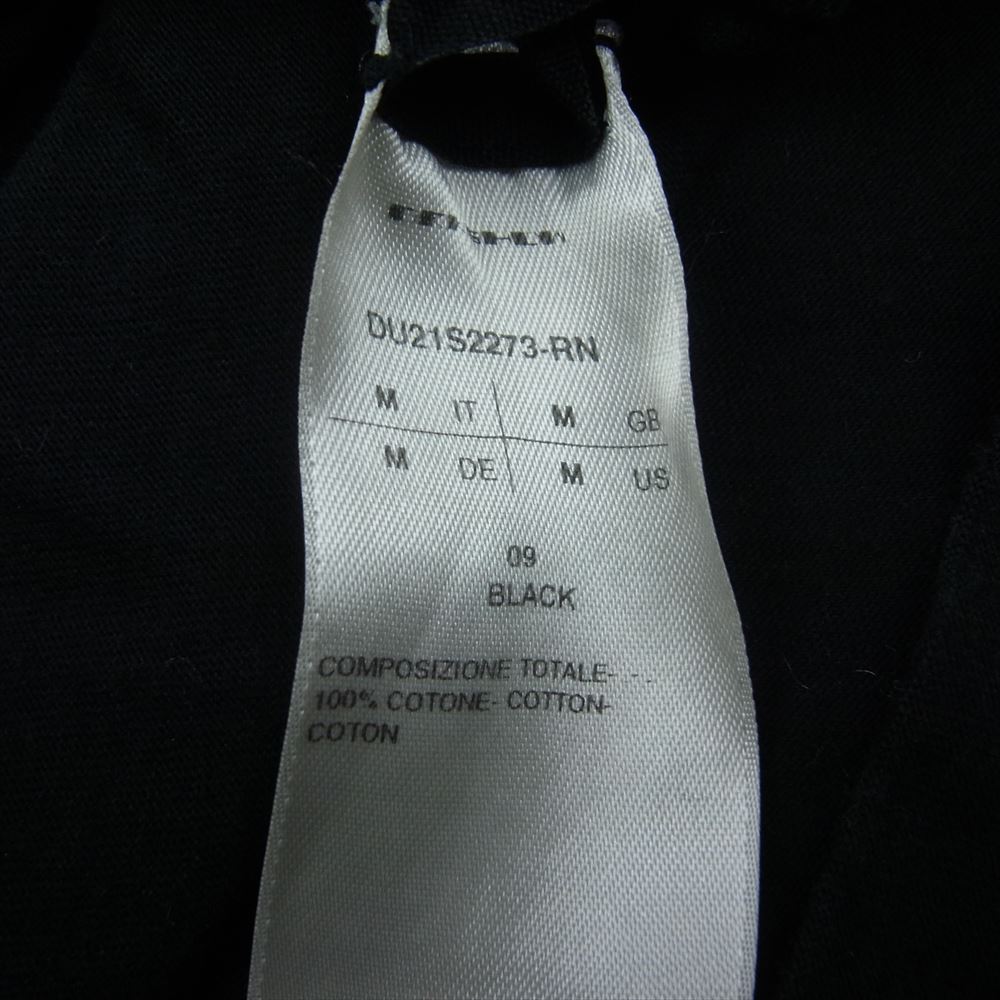 DU21S2273-RN
M IT M GB
M DE M US
09
BLACK
COMPOSIZIONE TOTALE-
100% COTONE- COTTON-
COTON